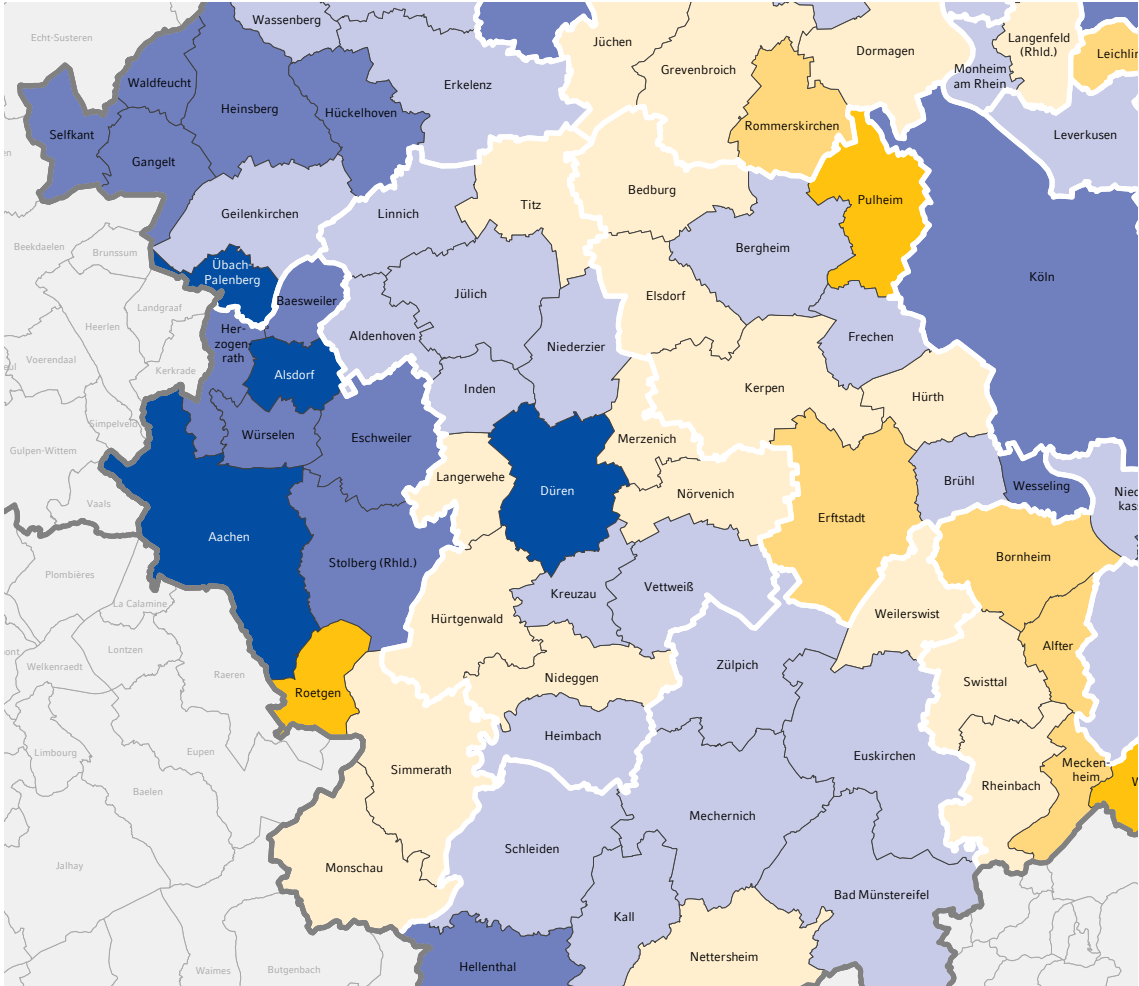 Wassenberg
Echt-Susteren
Jüchen
Dormagen
Langenfeld
(Rhld.)
Grevenbroich
Monheim
am Rhein
Waldfeucht
Erkelenz
Heinsberg
Hückelhoven
Rommerskirchen
Leverkusen
Selfkant
Gangelt
Bedburg
Titz
Pulheim
Geilenkirchen
Linnich
Beekdaelen
Brunssum
Bergheim
Übach-
Palenberg
Köln
Jülich
Elsdorf
Baesweiler
Landgraaf
Heerlen
Her-
zogen-
rath
Aldenhoven
Frechen
Niederzier
Voerendaal
Kerkrade
Alsdorf
Kerpen
Inden
Hürth
Simpelveld
Würselen
Eschweiler
Merzenich
Gulpen-Wittem
Langerwehe
Brühl
Wesseling
Düren
Nörvenich
Vaals
Erftstadt
Aachen
Bornheim
Stolberg (Rhld.)
Plombières
Vettweiß
Kreuzau
La Calamine
Weilerswist
Hürtgenwald
Alfter
Lontzen
Welkenraedt
Zülpich
Raeren
Nideggen
Swisttal
Roetgen
Heimbach
Limbourg
Eupen
Euskirchen
Mecken-
heim
Simmerath
Rheinbach
Baelen
Mechernich
Schleiden
Jalhay
Monschau
Bad Münstereifel
Kall
Nettersheim
Hellenthal
Waimes
Butgenbach